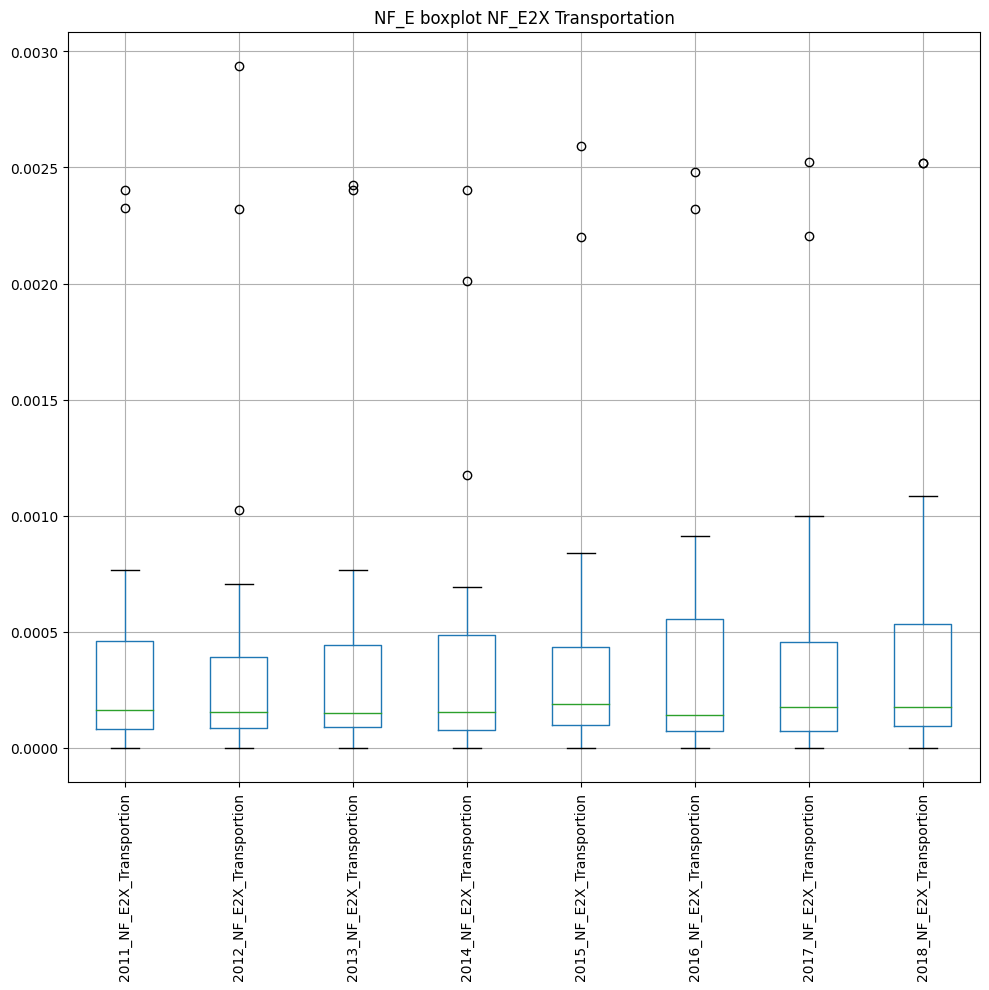 NF_E boxplot NF_E2X Transportation
0.0030
0.0025
0.0020
0.0015
0.0010
0.0005
0.0000
2011_NF_E2X_Transportion
2012_NF_E2X_Transportion
2013_NF_E2X_Transportion
2014_NF_E2X_Transportion
2015_NF_E2X_Transportion
2016_NF_E2X_Transportion
2017_NF_E2X_Transportion
2018_NF_E2X_Transportion